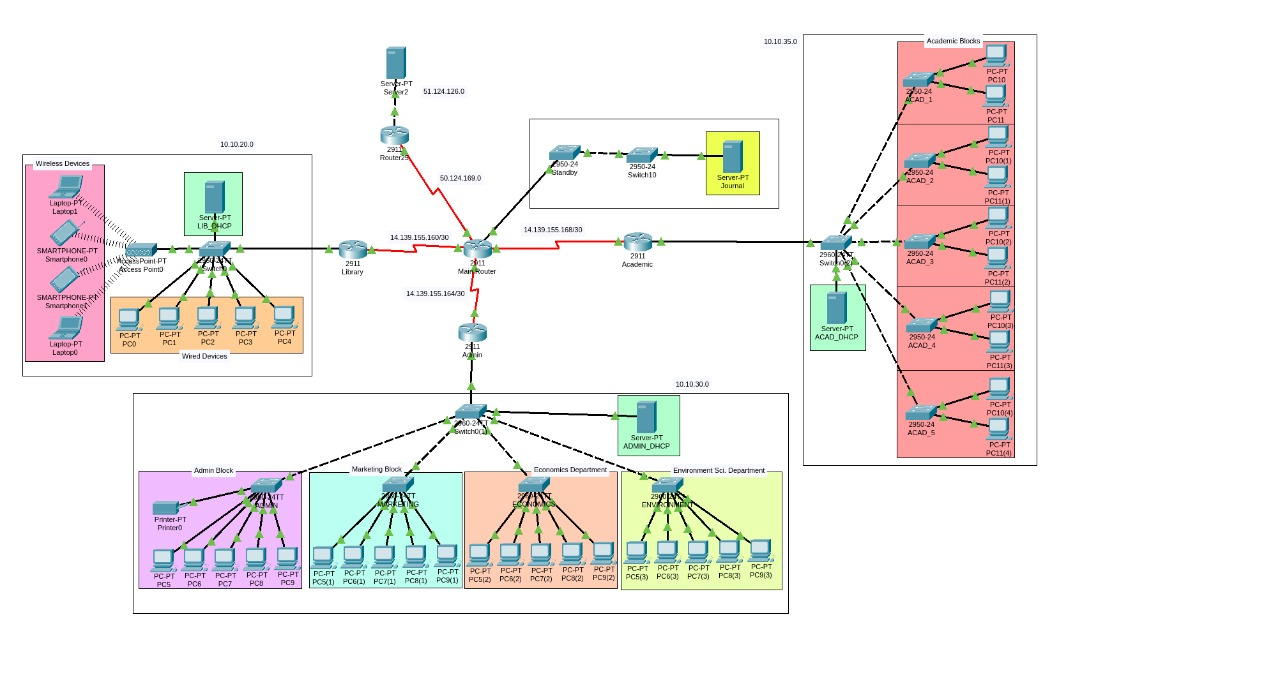 10.10.35.0
Academic Blocks
Server-PT
Server2
51.124.126.0
2911
50.124.169.0
2950-24
Standby
2950-24
Switch10
Server-PT
Journal
10.10.20.0
Wireless Devices
Laptop-PT
Laptop1
SMARTPHONE-PT
Smartphone0
SMARTPHONE-PT
Laptop-PT
Laptop0
Server-PT
LIB_DHCP
AccessPoint-PT
Access Point0
Switch0
PC-PT
PC0
PC-PT
PC1
PC-PT
PC2
PC-PT
PC3
PC-PT
PC4
Wired Devices
2911
Library
14.139.155.160/30
2911
Main Router
14.139.155.168/30
2911
Academic
14.139.155.164/30
2911
Admin
2950-24
ACAD_1
PC-PT
PC10
PC-PT
PC11
2950-24
ACAD_2
PC-PT
PC10(1)
PC-PT
PC11(1)
2950-24
ACAD_3
PC-PT
PC10(2)
PC-PT
PC11(2)
2950-24
ACAD_4
PC-PT
PC10(3)
PC-PT
PC11(3)
2950-24
ACAD_5
PC-PT
PC10(4)
PC-PT
PC11(4)
2960-24TT
Server-PT
ACAD_DHCP
10.10.30.0
2960-24TT
Switch0(1)
Server-PT
ADMIN_DHCP
Admin Block
ADMIN
Printer-PT
Printer0
PC-PT
PC5
PC-PT
PC6
PC-PT
PC7
PC-PT
PC8
PC-PT
PC9
Marketing Block
MARKETING
PC-PT
PC5(1)
PC-PT
PC6(1)
PC-PT
PC7(1)
PC-PT
PC8(1)
PC-PT
PC9(1)
Economics Department
ECONOMICS
PC-PT
PC5(2)
PC-PT
PC6(2)
PC-PT
PC7(2)
PC-PT
PC8(2)
PC-PT
PC9(2)
Environment Sci. Department
ENVIRONMENT
PC-PT
PC5(3)
PC-PT
PC6(3)
PC-PT
PC7(3)
PC-PT
PC8(3)
PC-PT
PC9(3)